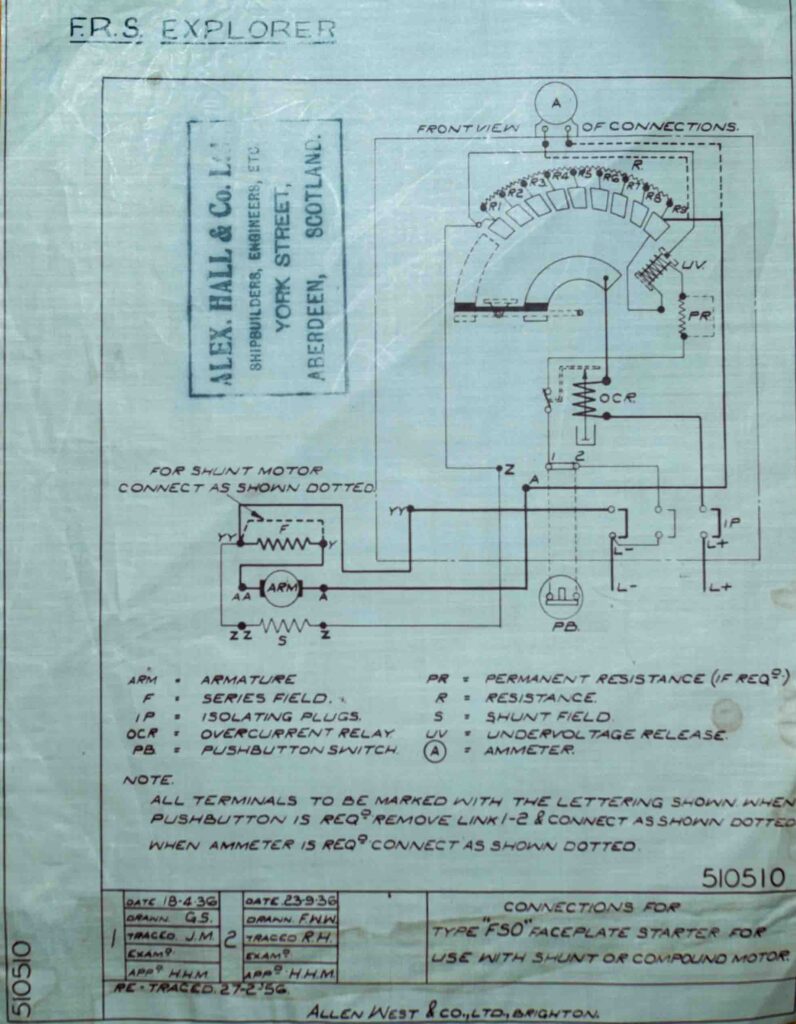 F.R.S. EXPLORER
ALEX. HALL & Co. L
SHIPBUILDERS, ENGINEERS, ETC.
YORK STREET,
ABERDEEN, SCOTLAND.
A
FRONT VIEW OF CONNECTIONS.
R
R1 R2 R3 R4 R5 R6 R7 R8 R9
UV
PR
OCR
1 2
Z
A
FOR SHUNT MOTOR
CONNECT AS SHOWN DOTTED
YY
IP
YY F Y
L- L+
AA ARM A
L- L+
ZZ S Z
PB.
ARM = ARMATURE
F = SERIES FIELD.
IP = ISOLATING PLUGS.
OCR = OVERCURRENT RELAY
PB = PUSHBUTTON SWITCH.
PR = PERMANENT RESISTANCE (IF REQD)
R = RESISTANCE.
S = SHUNT FIELD.
UV = UNDERVOLTAGE RELEASE.
A = AMMETER.
NOTE.
ALL TERMINALS TO BE MARKED WITH THE LETTERING SHOWN. WHEN
PUSHBUTTON IS REQD REMOVE LINK 1-2 & CONNECT AS SHOWN DOTTED
WHEN AMMETER IS REQD CONNECT AS SHOWN DOTTED.
510510
1
DATE 18-4-36
DRAWN G.S.
TRACED J.M.
EXAMD
APPD H.H.M.
2
DATE 23-9-36
DRAWN F.W.W.
TRACED R.H.
EXAMD
APPD H.H.M.
CONNECTIONS FOR
TYPE "FSO" FACEPLATE STARTER FOR
USE WITH SHUNT OR COMPOUND MOTOR.
RE-TRACED. 27-2-56.
ALLEN WEST & CO., LTD., BRIGHTON.
510510